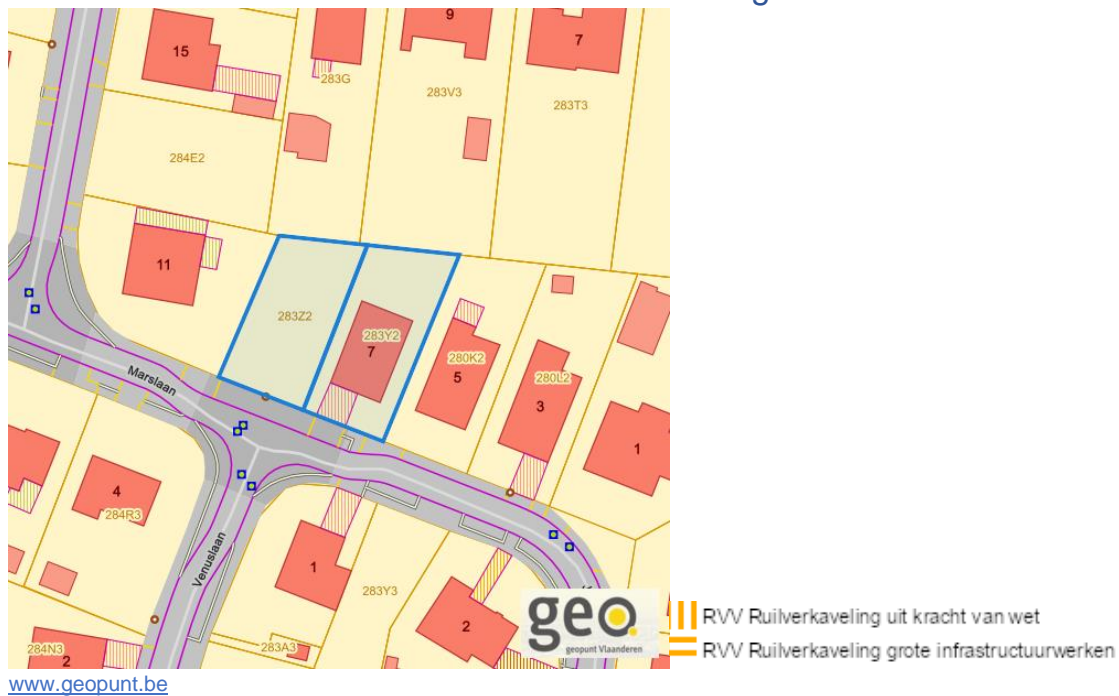 15
283G
9
7
283V3
283T3
284E2
11
283Z2
283Y2
7
280K2
5
280L2
3
1
Marslaan
4
284R3
Venuslaan
1
283Y3
2
284N3
2
283A3
geo
geopunt Vlaanderen
RVV Ruilverkaveling uit kracht van wet
RVV Ruilverkaveling grote infrastructuurwerken
www.geopunt.be